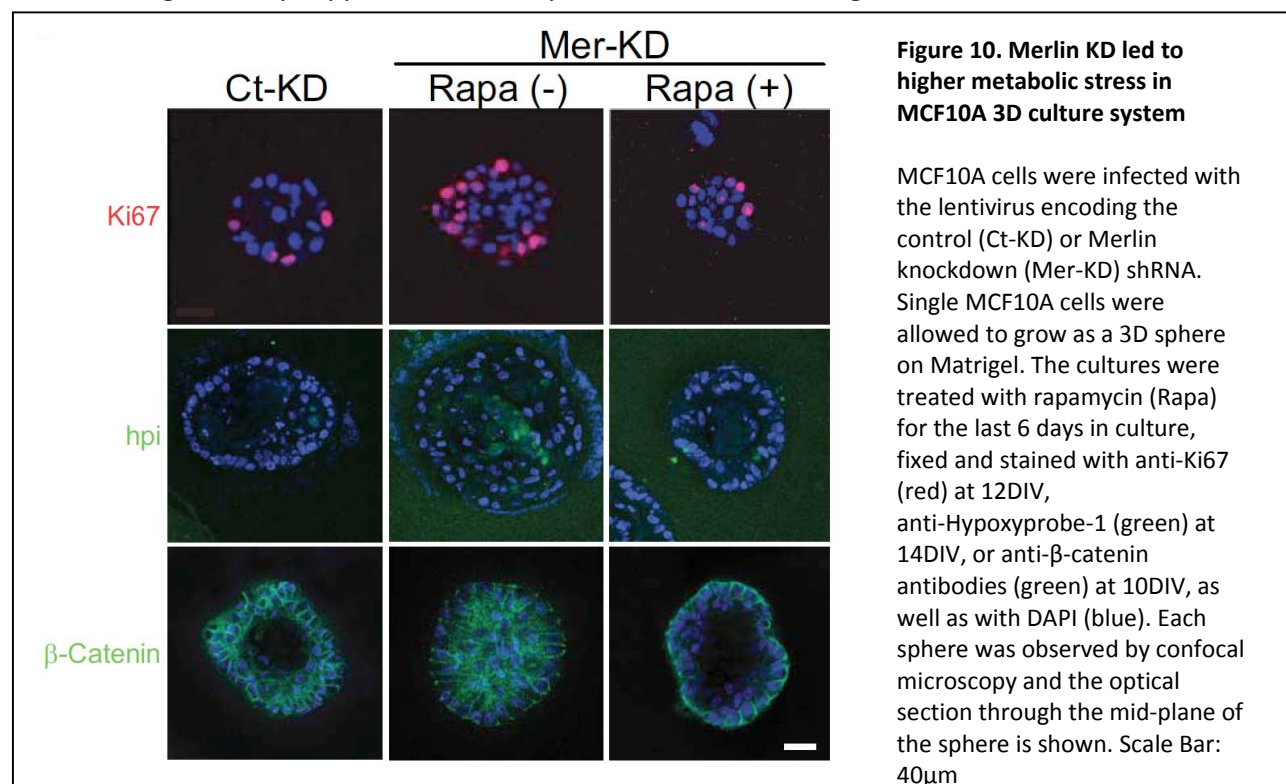 Mer-KD
Ct-KD Rapa (-) Rapa (+)
Ki67
hpi
β-Catenin
Figure 10. Merlin KD led to
higher metabolic stress in
MCF10A 3D culture system
MCF10A cells were infected with
the lentivirus encoding the
control (Ct-KD) or Merlin
knockdown (Mer-KD) shRNA.
Single MCF10A cells were
allowed to grow as a 3D sphere
on Matrigel. The cultures were
treated with rapamycin (Rapa)
for the last 6 days in culture,
fixed and stained with anti-Ki67
(red) at 12DIV,
anti-Hypoxyprobe-1 (green) at
14DIV, or anti-β-catenin
antibodies (green) at 10DIV, as
well as with DAPI (blue). Each
sphere was observed by confocal
microscopy and the optical
section through the mid-plane of
the sphere is shown. Scale Bar:
40μm